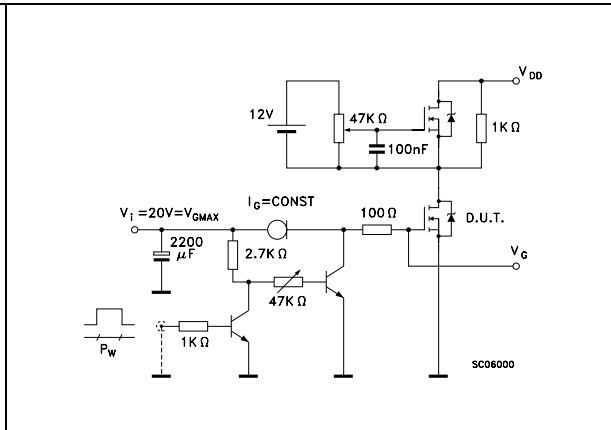 V_DD
12V
47K Ω
1K Ω
100nF
V_i =20V=V_GMAX
I_G=CONST
100 Ω
D.U.T.
2200
μF
2.7K Ω
V_G
47K Ω
1K Ω
P_W
SC06000